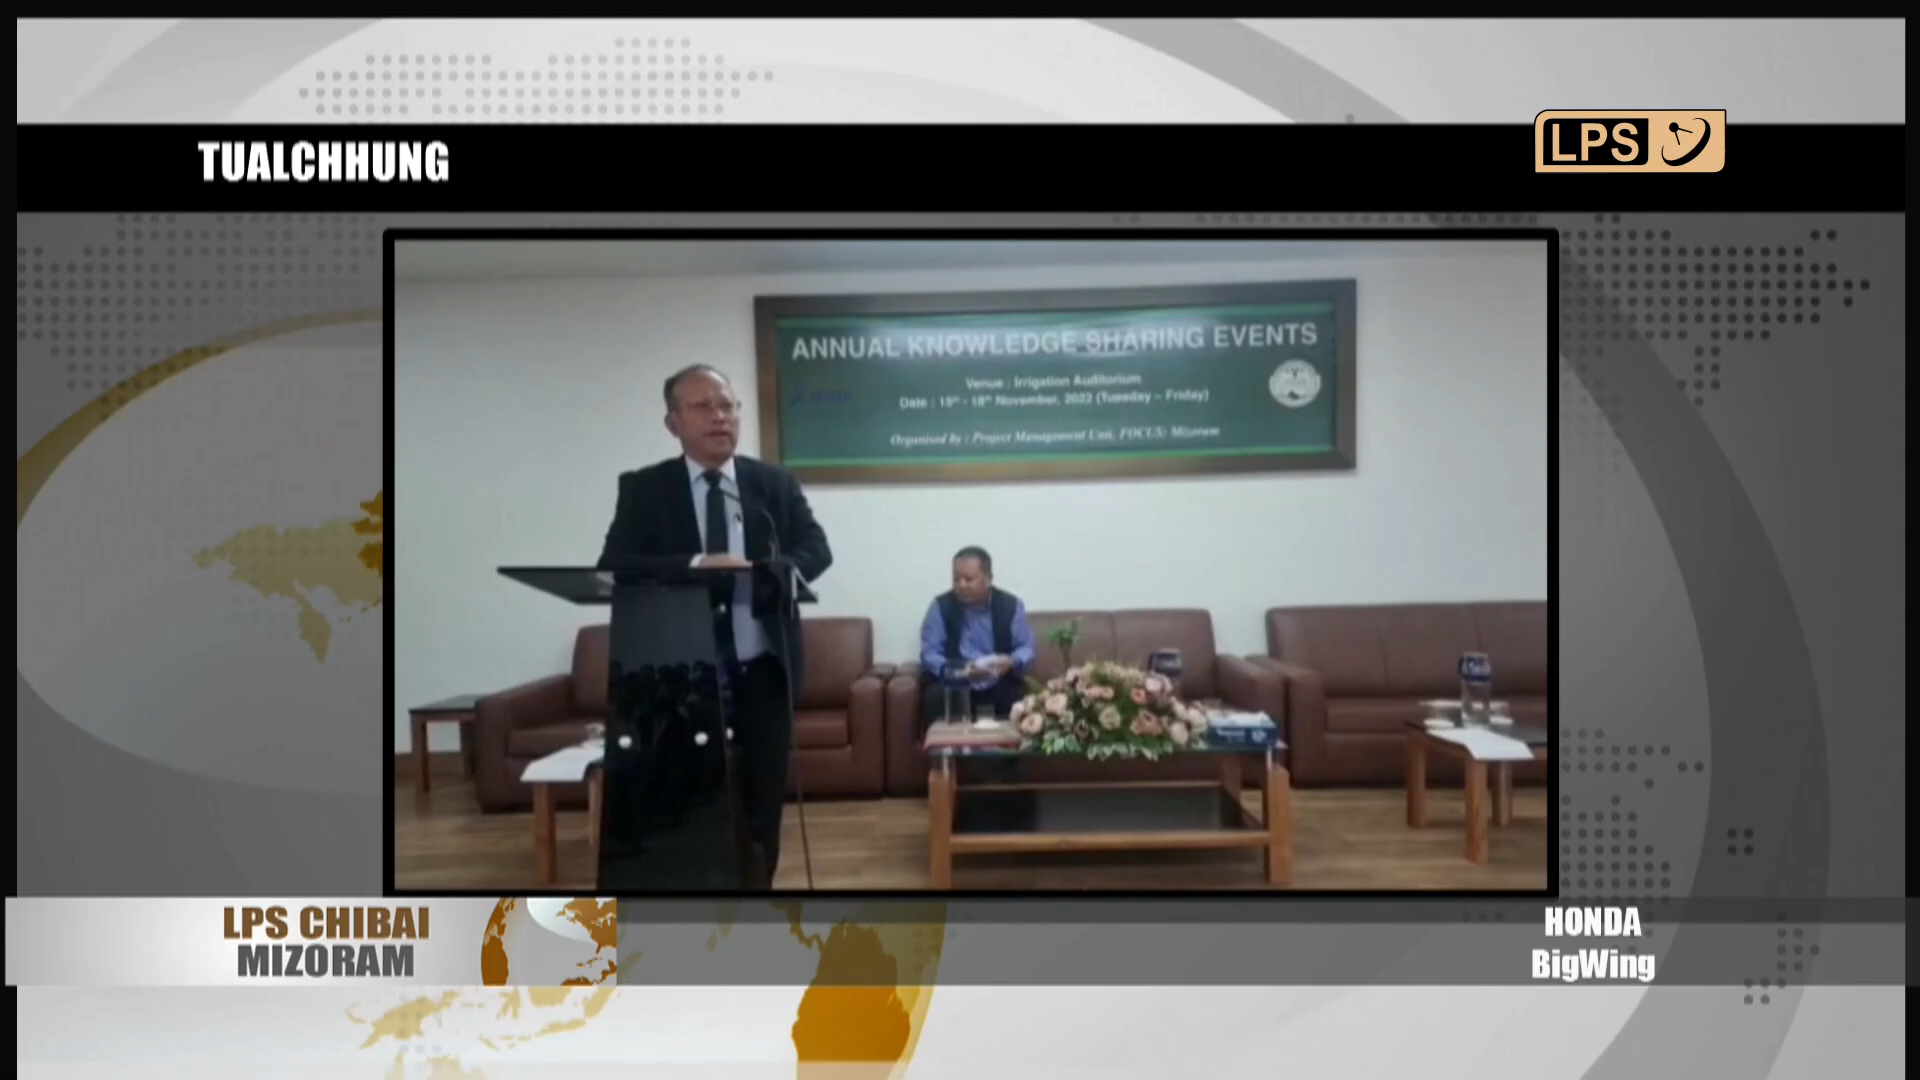 TUALCHHUNG
LPS
ANNUAL KNOWLEDGE SHARING EVENTS
Venue : Irrigation Auditorium
Date : 15th - 18th November, 2022 (Tuesday – Friday)
Organised by : Project Management Unit, FOCUS: Mizoram
LPS CHIBAI
MIZORAM
HONDA
BigWing